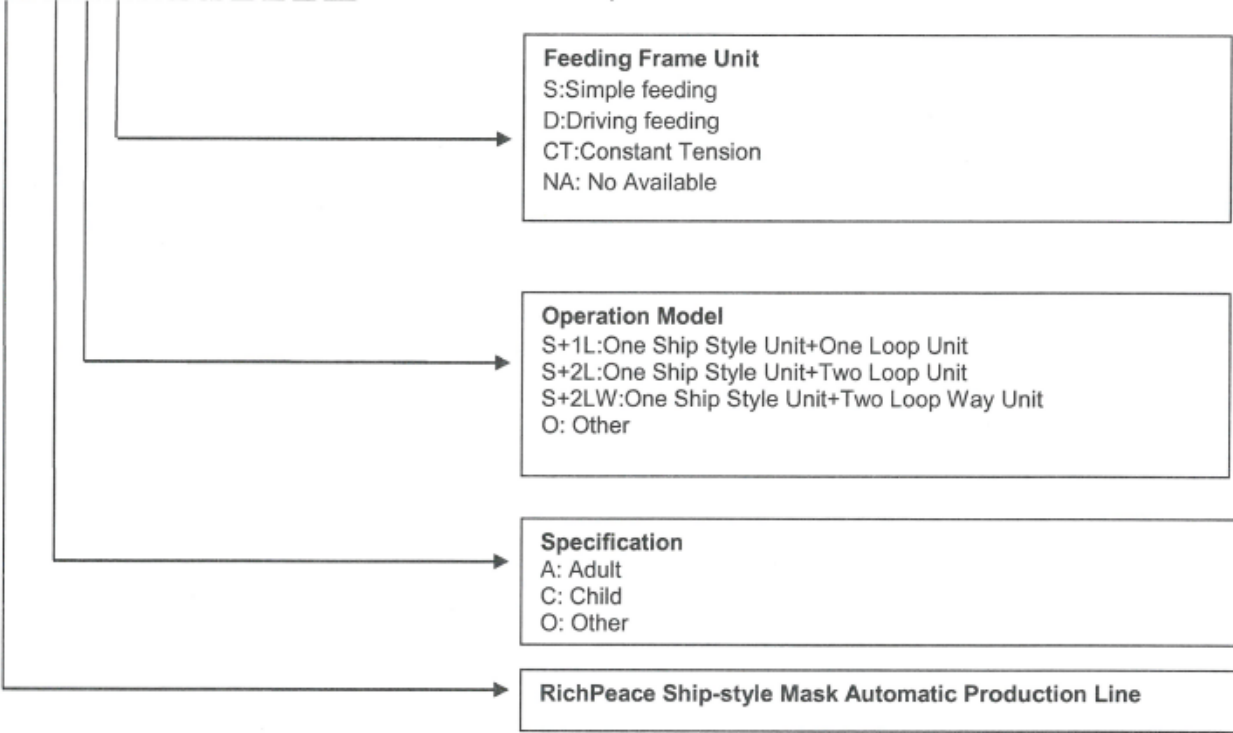 Feeding Frame Unit
S:Simple feeding
D:Driving feeding
CT:Constant Tension
NA: No Available
Operation Model
S+1L:One Ship Style Unit+One Loop Unit
S+2L:One Ship Style Unit+Two Loop Unit
S+2LW:One Ship Style Unit+Two Loop Way Unit
O: Other
Specification
A: Adult
C: Child
O: Other
RichPeace Ship-style Mask Automatic Production Line